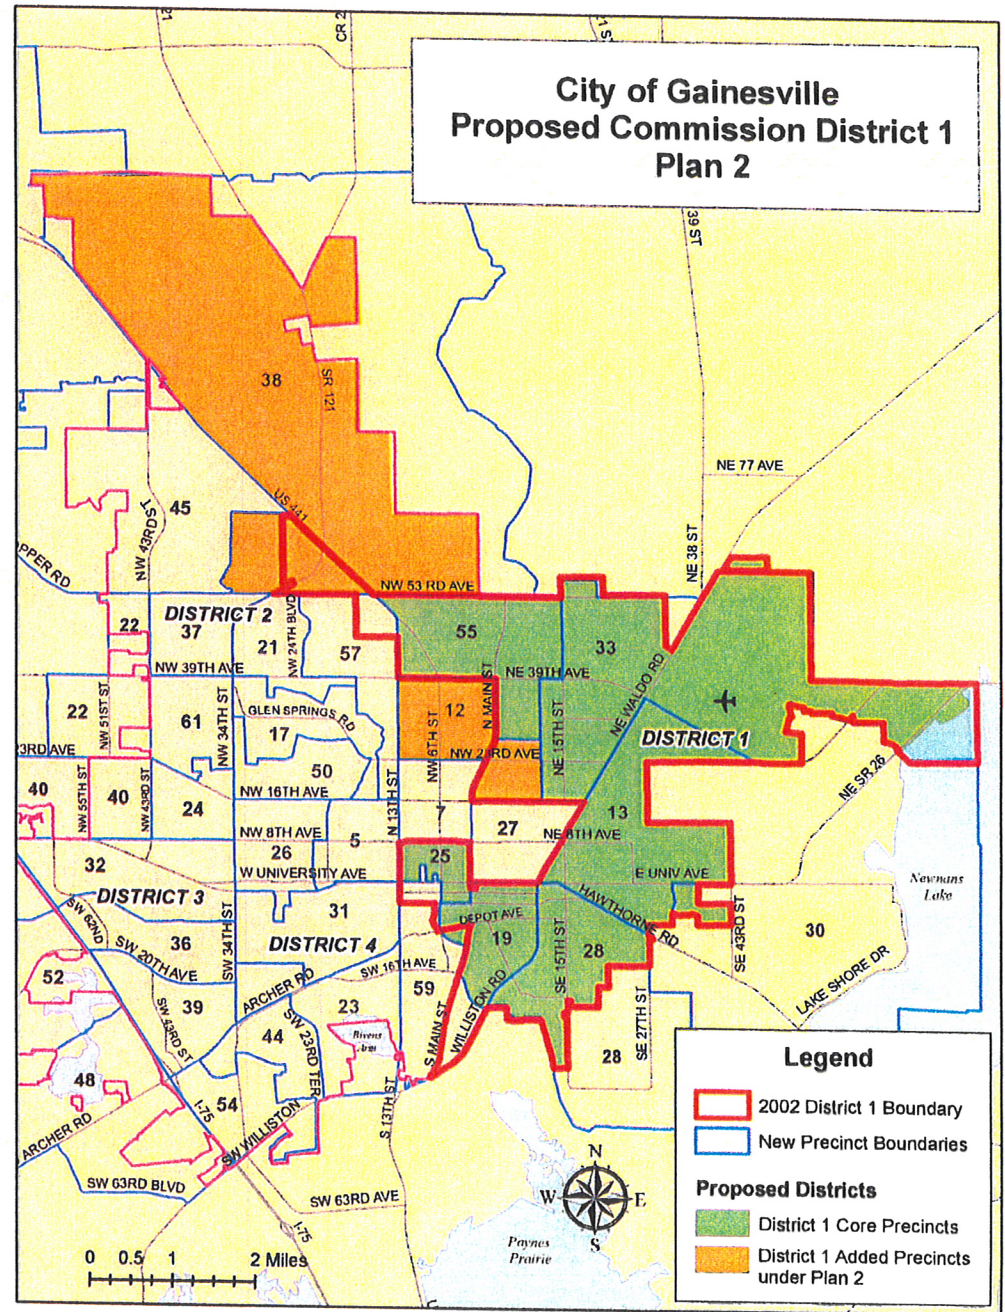 City of Gainesville
Proposed Commission District 1
Plan 2
CR 2
39 ST
38
SR 121
US 441
45
NW 43RD ST
NE 77 AVE
NE 38 ST
NW 53 RD AVE
DISTRICT 2
22
37
21
NW 24TH BLVD
57
55
33
NW 39TH AVE
NE 39TH AVE
NE WALDO RD
22
NW 51ST ST
61
NW 34TH ST
GLEN SPRINGS RD
17
12
NW 6TH ST
N MAIN ST
NE 15TH ST
DISTRICT 1
23RD AVE
NW 23RD AVE
50
NE SR 26
40
NW 55TH ST
40
NW 43RD ST
24
NW 16TH AVE
N 13TH ST
7
27
13
NW 8TH AVE
5
NE 8TH AVE
32
26
25
W UNIVERSITY AVE
E UNIV AVE
Newnans
Lake
DISTRICT 3
31
HAWTHORNE RD
DEPOT AVE
SW 62ND
36
SW 34TH ST
DISTRICT 4
19
SE 15TH ST
28
SE 43RD ST
30
SW 20TH AVE
52
SW 16TH AVE
ARCHER RD
LAKE SHORE DR
39
SW 43RD ST
23
59
WILLISTON RD
S MAIN ST
SE 27TH ST
44
SW 23RD TER
28
48
54
S 13TH ST
I-75
ARCHER RD
SW WILLISTON
SW 63RD BLVD
SW 63RD AVE
I-75
Paynes
Prairie
N
W
E
S
0 0.5 1 2 Miles
Legend
2002 District 1 Boundary
New Precinct Boundaries
Proposed Districts
District 1 Core Precincts
District 1 Added Precincts
under Plan 2